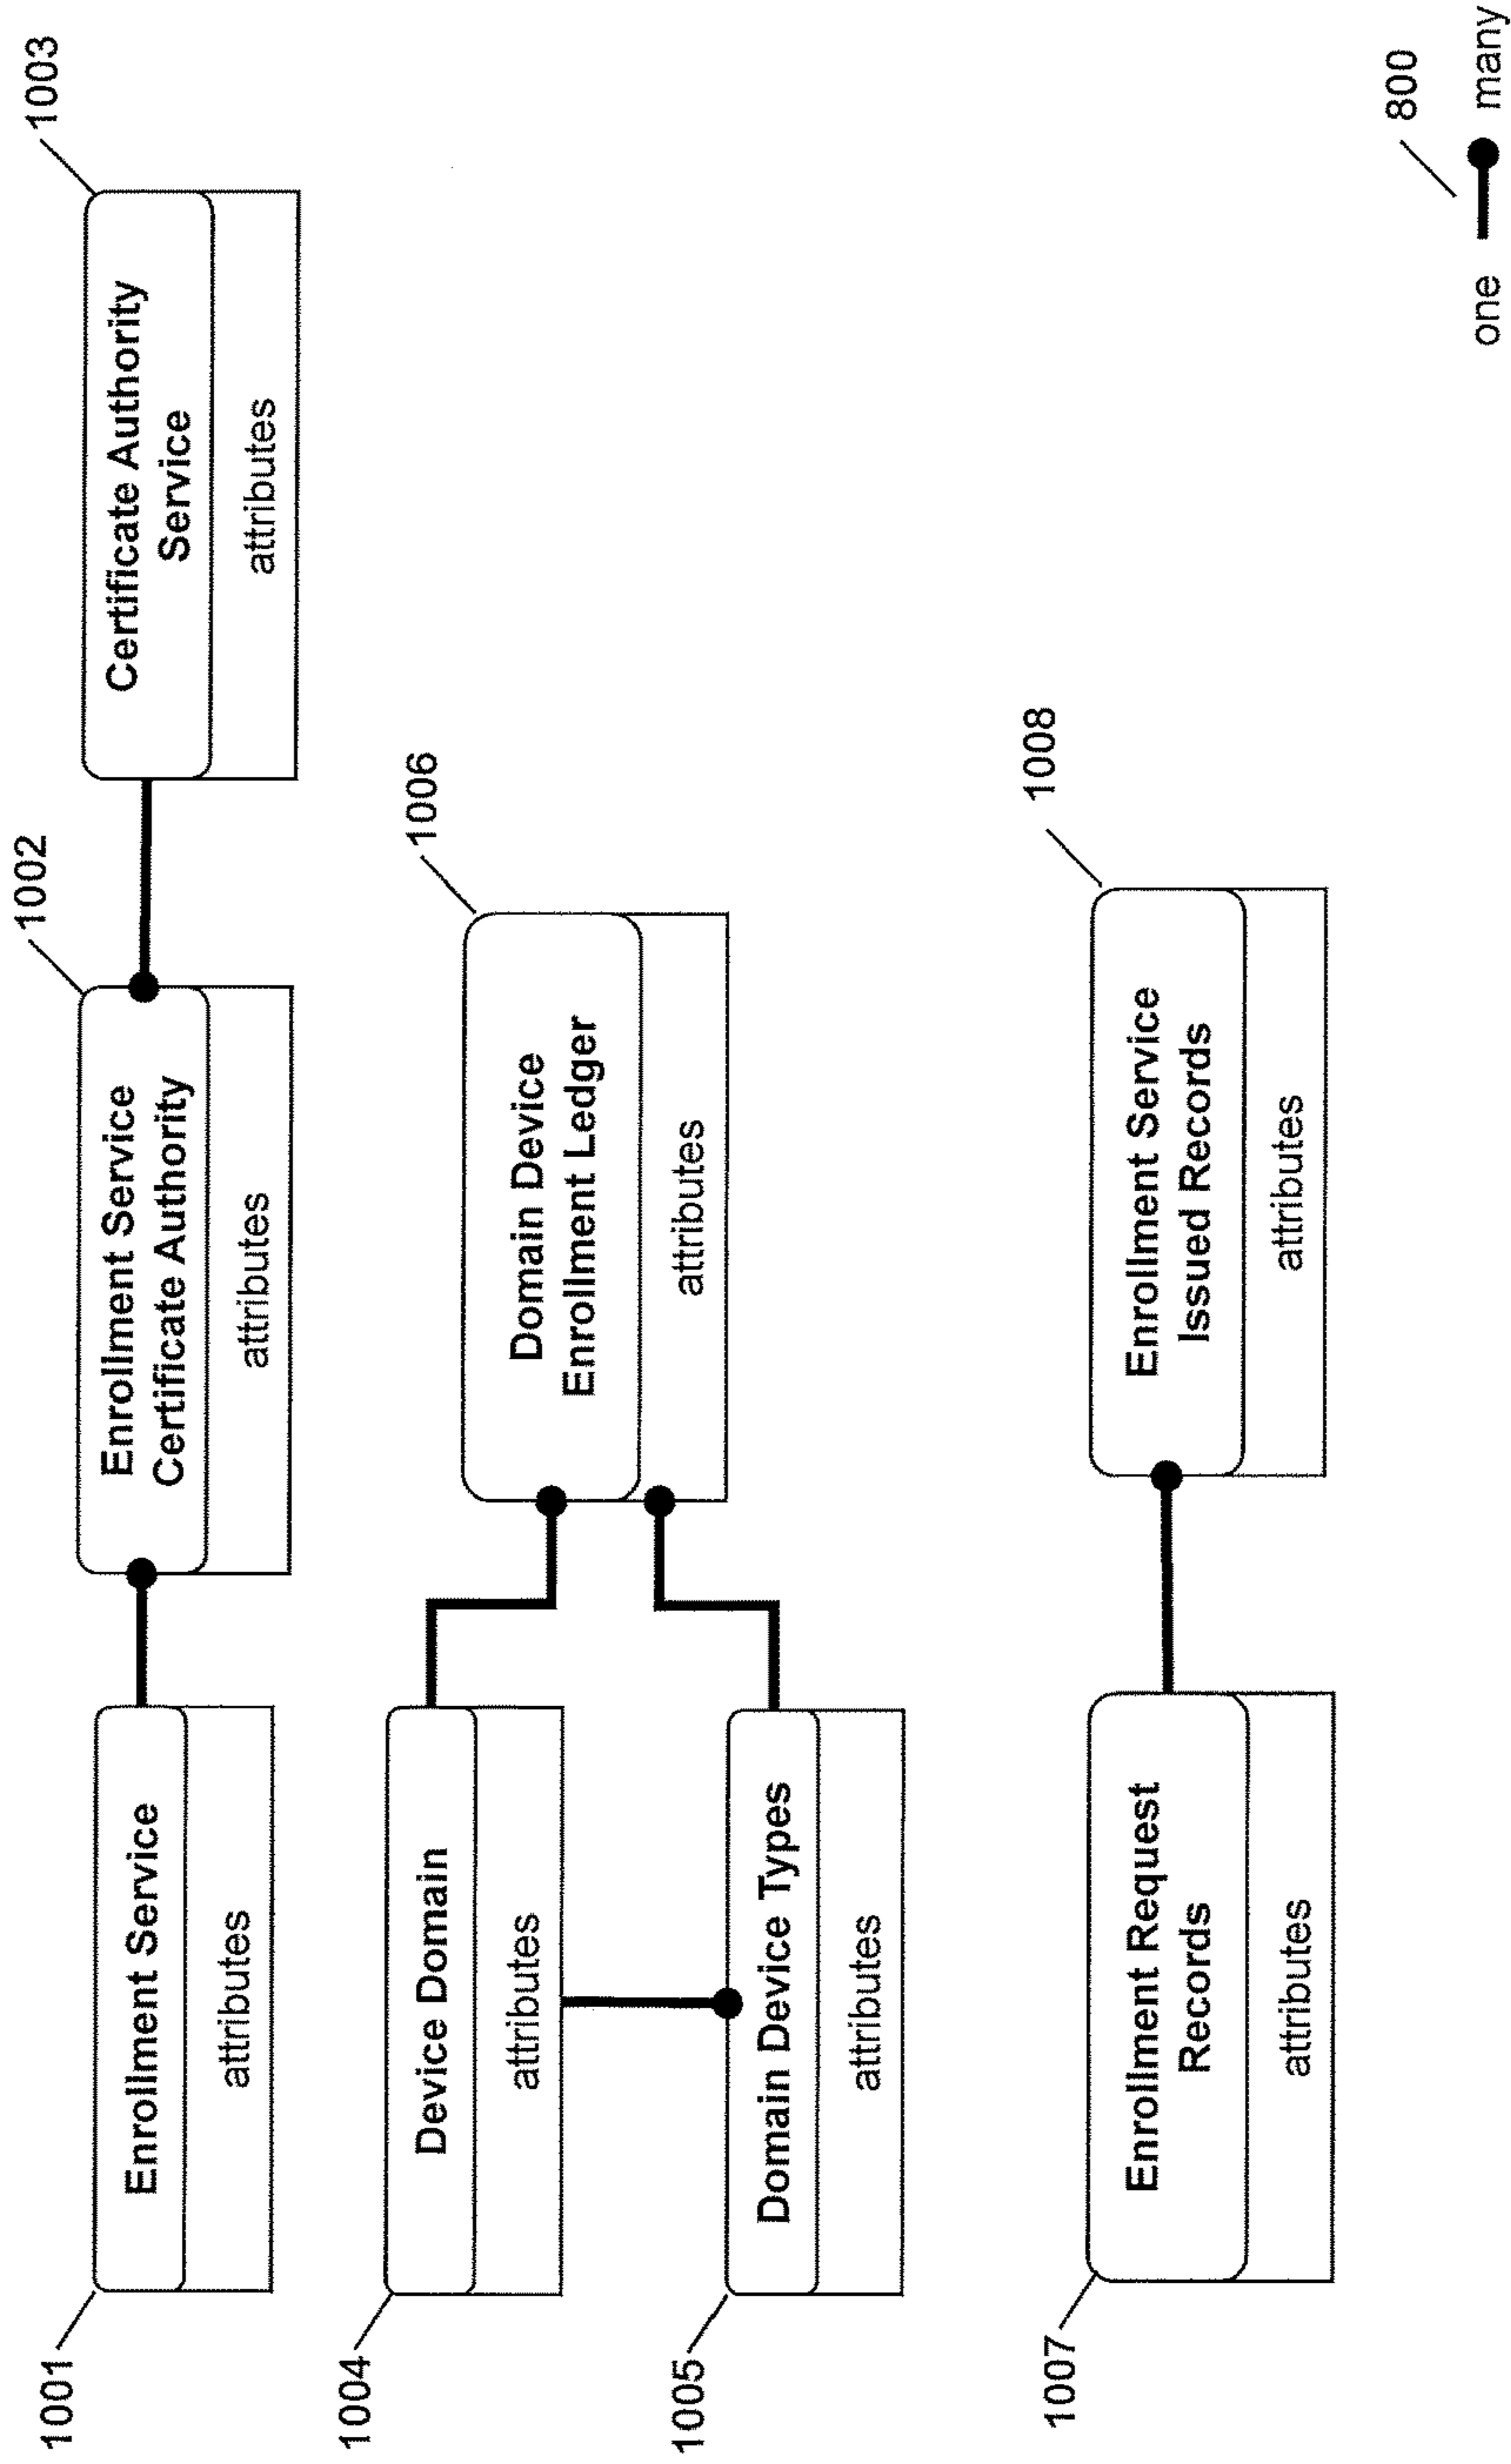 1001
Enrollment Service
attributes
1002
Enrollment Service
Certificate Authority
attributes
1003
Certificate Authority
Service
attributes
1004
Device Domain
attributes
1005
Domain Device Types
attributes
1006
Domain Device
Enrollment Ledger
attributes
1007
Enrollment Request
Records
attributes
1008
Enrollment Service
Issued Records
attributes
800
one many